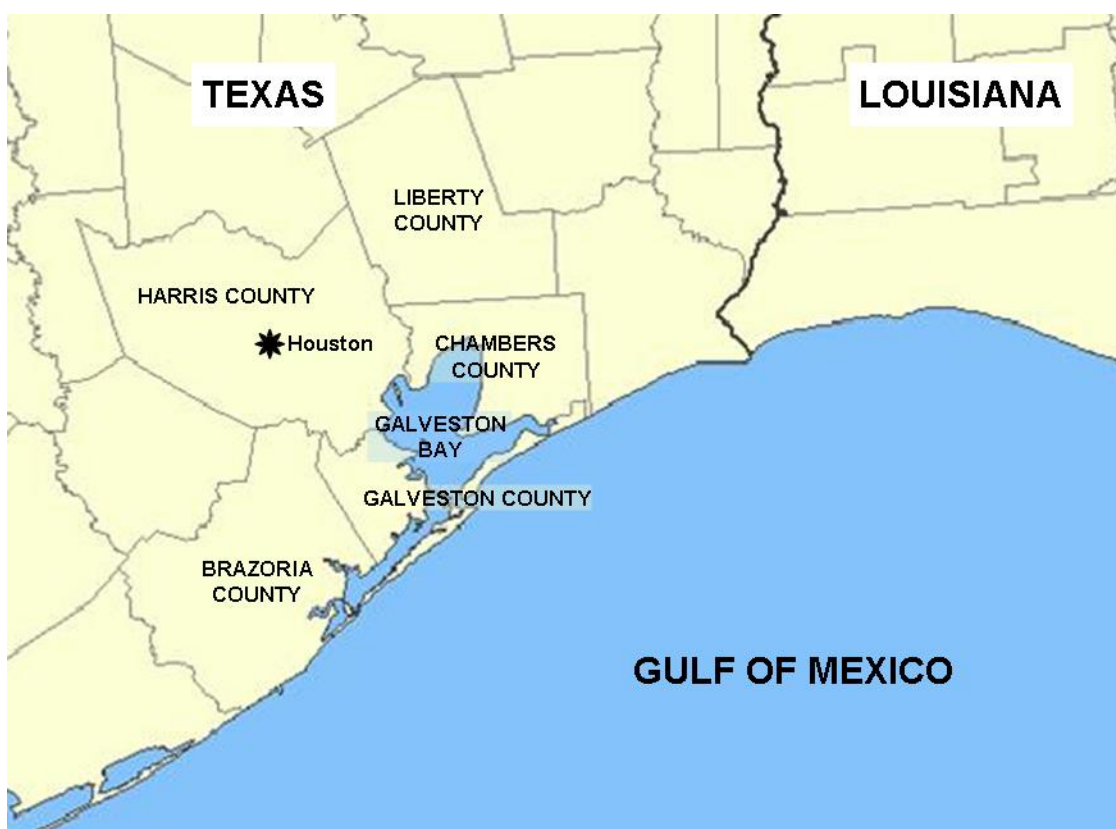 TEXAS
LOUISIANA
LIBERTY
COUNTY
HARRIS COUNTY
Houston
CHAMBERS
COUNTY
GALVESTON
BAY
GALVESTON COUNTY
BRAZORIA
COUNTY
GULF OF MEXICO